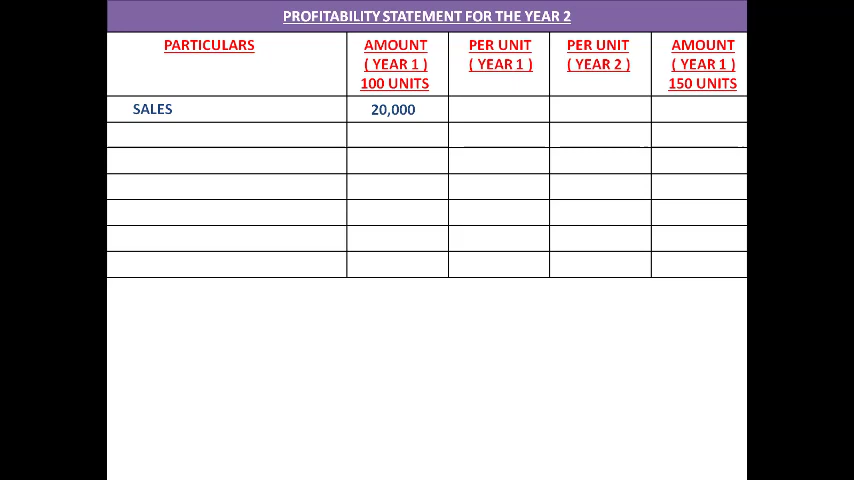 PROFITABILITY STATEMENT FOR THE YEAR 2
PARTICULARS
AMOUNT
( YEAR 1 )
100 UNITS
PER UNIT
( YEAR 1 )
PER UNIT
( YEAR 2 )
AMOUNT
( YEAR 1 )
150 UNITS
SALES 20,000